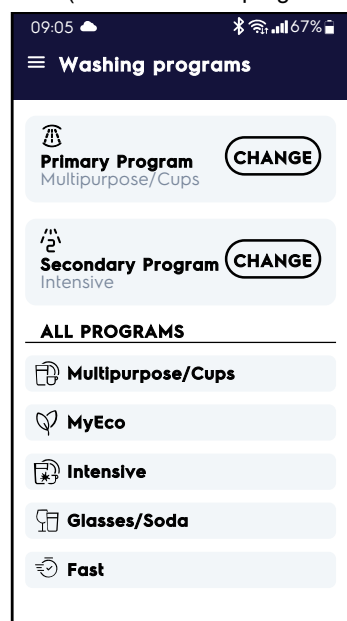 09:05 67%
Washing programs
Primary Program
CHANGE
Multipurpose/Cups
2
Secondary Program
CHANGE
Intensive
ALL PROGRAMS
Multipurpose/Cups
MyEco
Intensive
Glasses/Soda
Fast